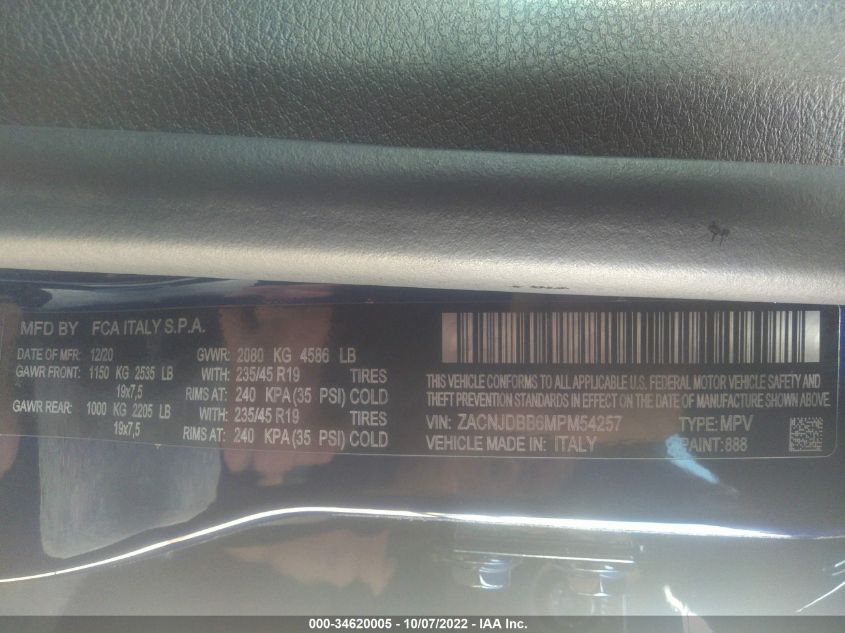 MFD BY FCA ITALY S.P.A.
DATE OF MFR: 12/20 GVWR: 2080 KG 4586 LB
GAWR FRONT: 1150 KG 2535 LB WITH: 235/45 R19 TIRES
19x7,5 RIMS AT: 240 KPA (35 PSI) COLD
GAWR REAR: 1000 KG 2205 LB WITH: 235/45 R19 TIRES
19x7,5 RIMS AT: 240 KPA (35 PSI) COLD
THIS VEHICLE CONFORMS TO ALL APPLICABLE U.S. FEDERAL MOTOR VEHICLE SAFETY AND
THEFT PREVENTION STANDARDS IN EFFECT ON THE DATE OF MANUFACTURE SHOWN ABOVE.
VIN: ZACNJDBB6MPM54257 TYPE: MPV
VEHICLE MADE IN: ITALY PAINT: 888
000-34620005 - 10/07/2022 - IAA Inc.